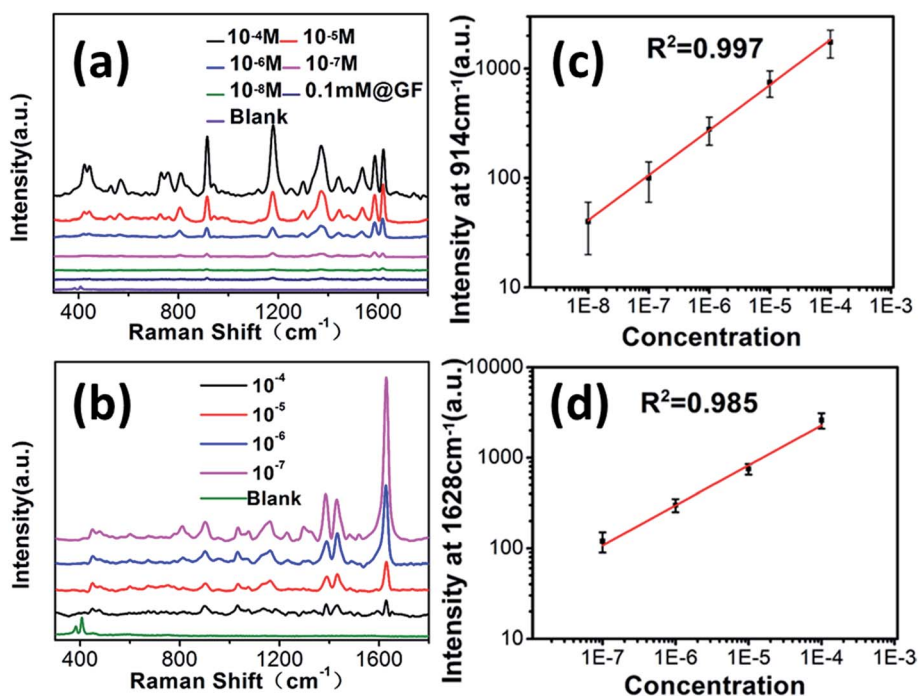 (a)
10⁻⁴M 10⁻⁵M
10⁻⁶M 10⁻⁷M
10⁻⁸M 0.1mM@GF
Blank
Intensity(a.u.)
400 800 1200 1600
Raman Shift（cm⁻¹）
(c)
R²=0.997
Intensity at 914cm⁻¹(a.u.)
1000
100
10
1E-8 1E-7 1E-6 1E-5 1E-4 1E-3
Concentration
(b)
10⁻⁴
10⁻⁵
10⁻⁶
10⁻⁷
Blank
Intensity(a.u.)
400 800 1200 1600
Raman Shift（cm⁻¹）
(d)
R²=0.985
Intensity at 1628cm⁻¹(a.u.)
10000
1000
100
10
1E-7 1E-6 1E-5 1E-4 1E-3
Concentration